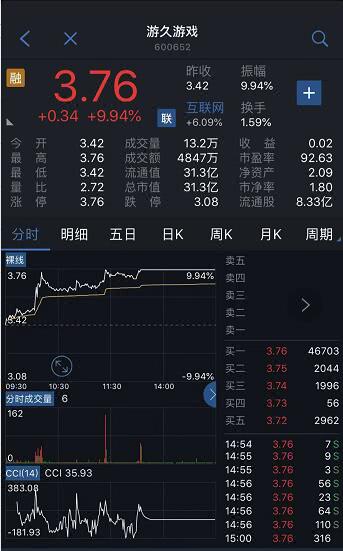 游久游戏
600652
融
3.76
+0.34 +9.94%
昨收 振幅
3.42 9.94%
联 互联网 换手
+6.09% 1.59%
今开 3.42 成交量 13.2万 收益 0.02
最高 3.76 成交额 4847万 市盈率 92.63
最低 3.42 流通值 31.3亿 净资产 2.09
量比 2.72 总市值 31.3亿 市净率 1.80
涨停 3.76 跌停 3.08 流通股 8.33亿
分时 明细 五日 日K 周K 月K 周期
裸线
3.76 9.94%
3.42
3.08 -9.94%
09:30 10:30 11:30 14:00
分时成交量 6
162
0
CCI(14) CCI 35.93
383.08
-181.93
卖五
卖四
卖三
卖二
卖一
买一 3.76 46703
买二 3.75 2044
买三 3.74 1996
买四 3.73 56
买五 3.72 2962
14:54 3.76 7 S
14:55 3.76 9 S
14:55 3.76 3 S
14:56 3.76 56 S
14:56 3.76 23 S
14:56 3.76 64 S
14:56 3.76 110 S
15:00 3.76 316